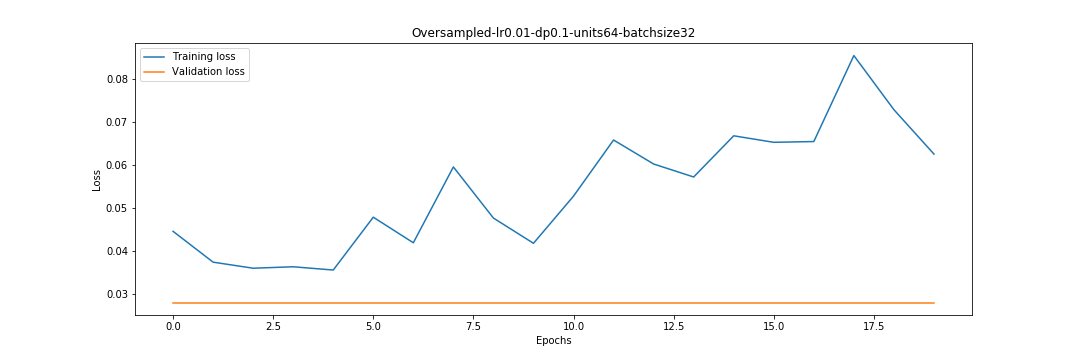 Oversampled-lr0.01-dp0.1-units64-batchsize32
Training loss
Validation loss
0.08
0.07
0.06
0.05
0.04
0.03
Loss
0.0 2.5 5.0 7.5 10.0 12.5 15.0 17.5
Epochs